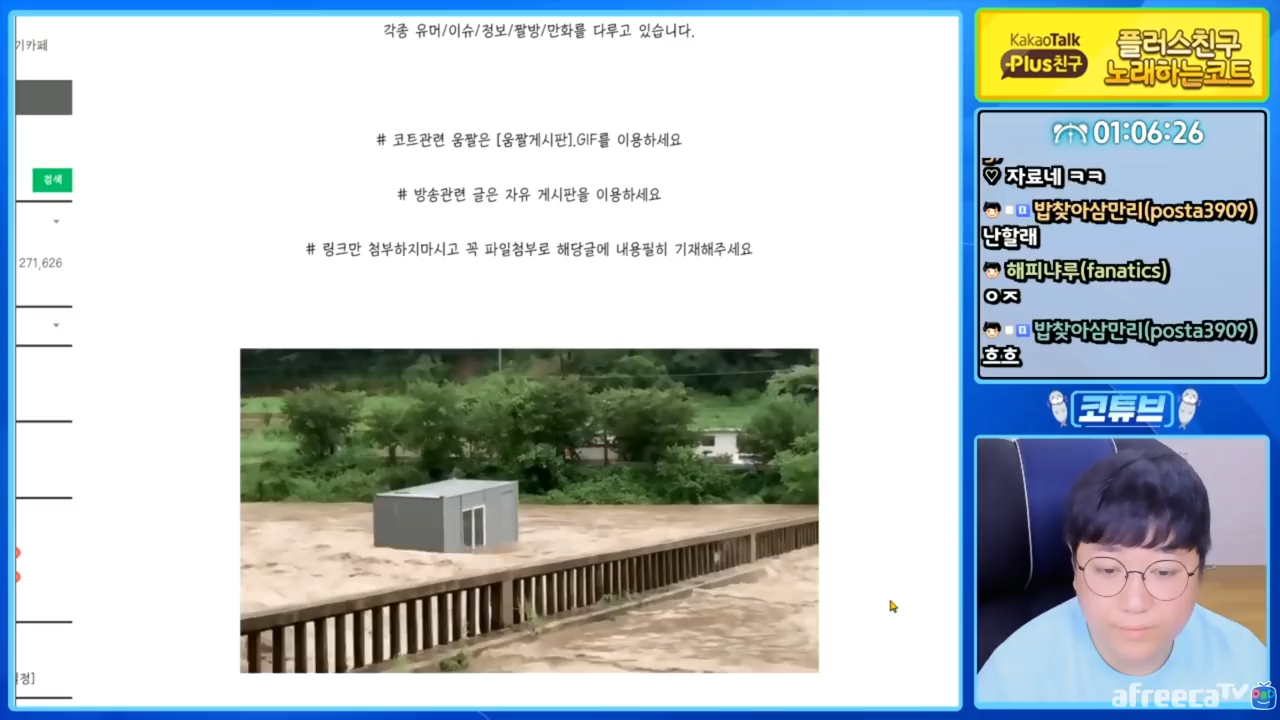 각종 유머/이슈/정보/짤방/만화를 다루고 있습니다.
기카페
# 코트관련 움짤은 [움짤게시판].GIF를 이용하세요
검색
# 방송관련 글은 자유 게시판을 이용하세요
# 링크만 첨부하지마시고 꼭 파일첨부로 해당글에 내용필히 기재해주세요
271,626
KakaoTalk
Plus친구
플러스친구
노래하는코트
01:06:26
♡ 자료네 ㅋㅋ
밥찾아삼만리(posta3909)
난할래
해피냐루(fanatics)
ㅇㅈ
밥찾아삼만리(posta3909)
흐흐
코튜브
afreecaTV